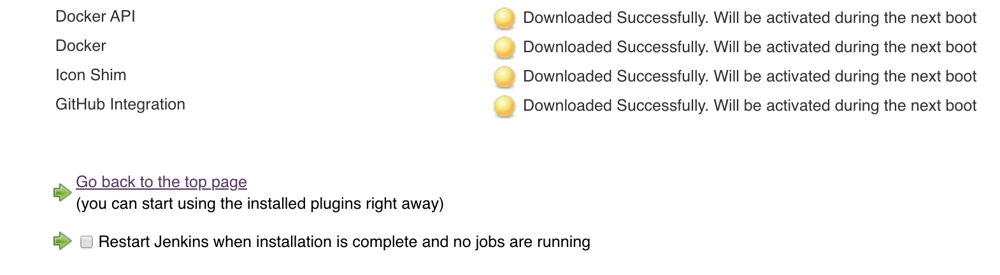 Docker API Downloaded Successfully. Will be activated during the next boot
Docker Downloaded Successfully. Will be activated during the next boot
Icon Shim Downloaded Successfully. Will be activated during the next boot
GitHub Integration Downloaded Successfully. Will be activated during the next boot
Go back to the top page
(you can start using the installed plugins right away)
Restart Jenkins when installation is complete and no jobs are running